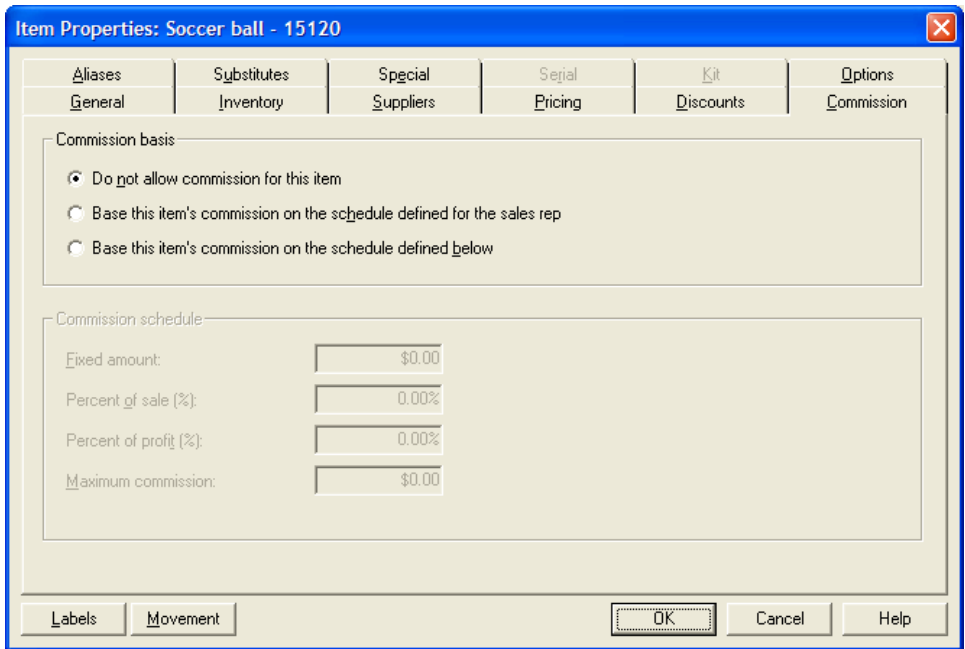 Item Properties: Soccer ball - 15120
Aliases Substitutes Special Serial Kit Options
General Inventory Suppliers Pricing Discounts Commission
Commission basis
Do not allow commission for this item
Base this item's commission on the schedule defined for the sales rep
Base this item's commission on the schedule defined below
Commission schedule
Fixed amount: $0.00
Percent of sale (%): 0.00%
Percent of profit (%): 0.00%
Maximum commission: $0.00
Labels Movement OK Cancel Help